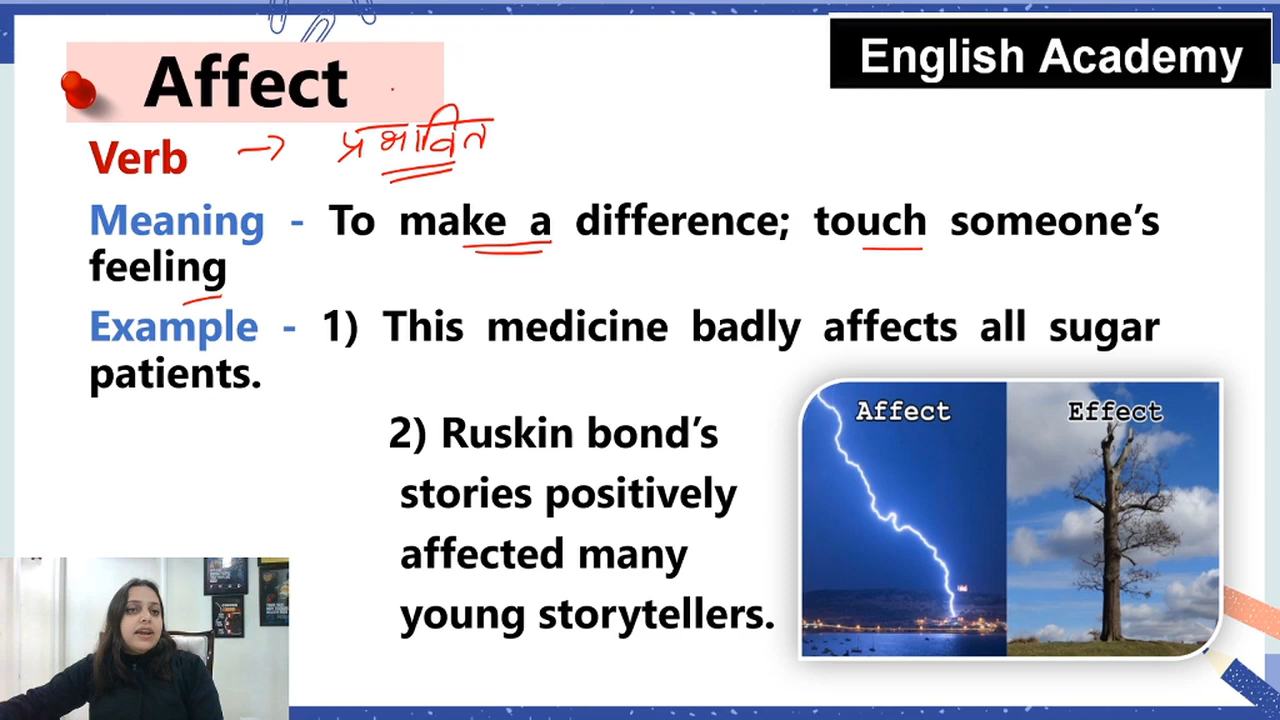 English Academy
Affect
Verb → प्रभावित
Meaning - To make a difference; touch someone’s
feeling
Example - 1) This medicine badly affects all sugar
patients.
2) Ruskin bond’s
stories positively
affected many
young storytellers.
Affect
Effect